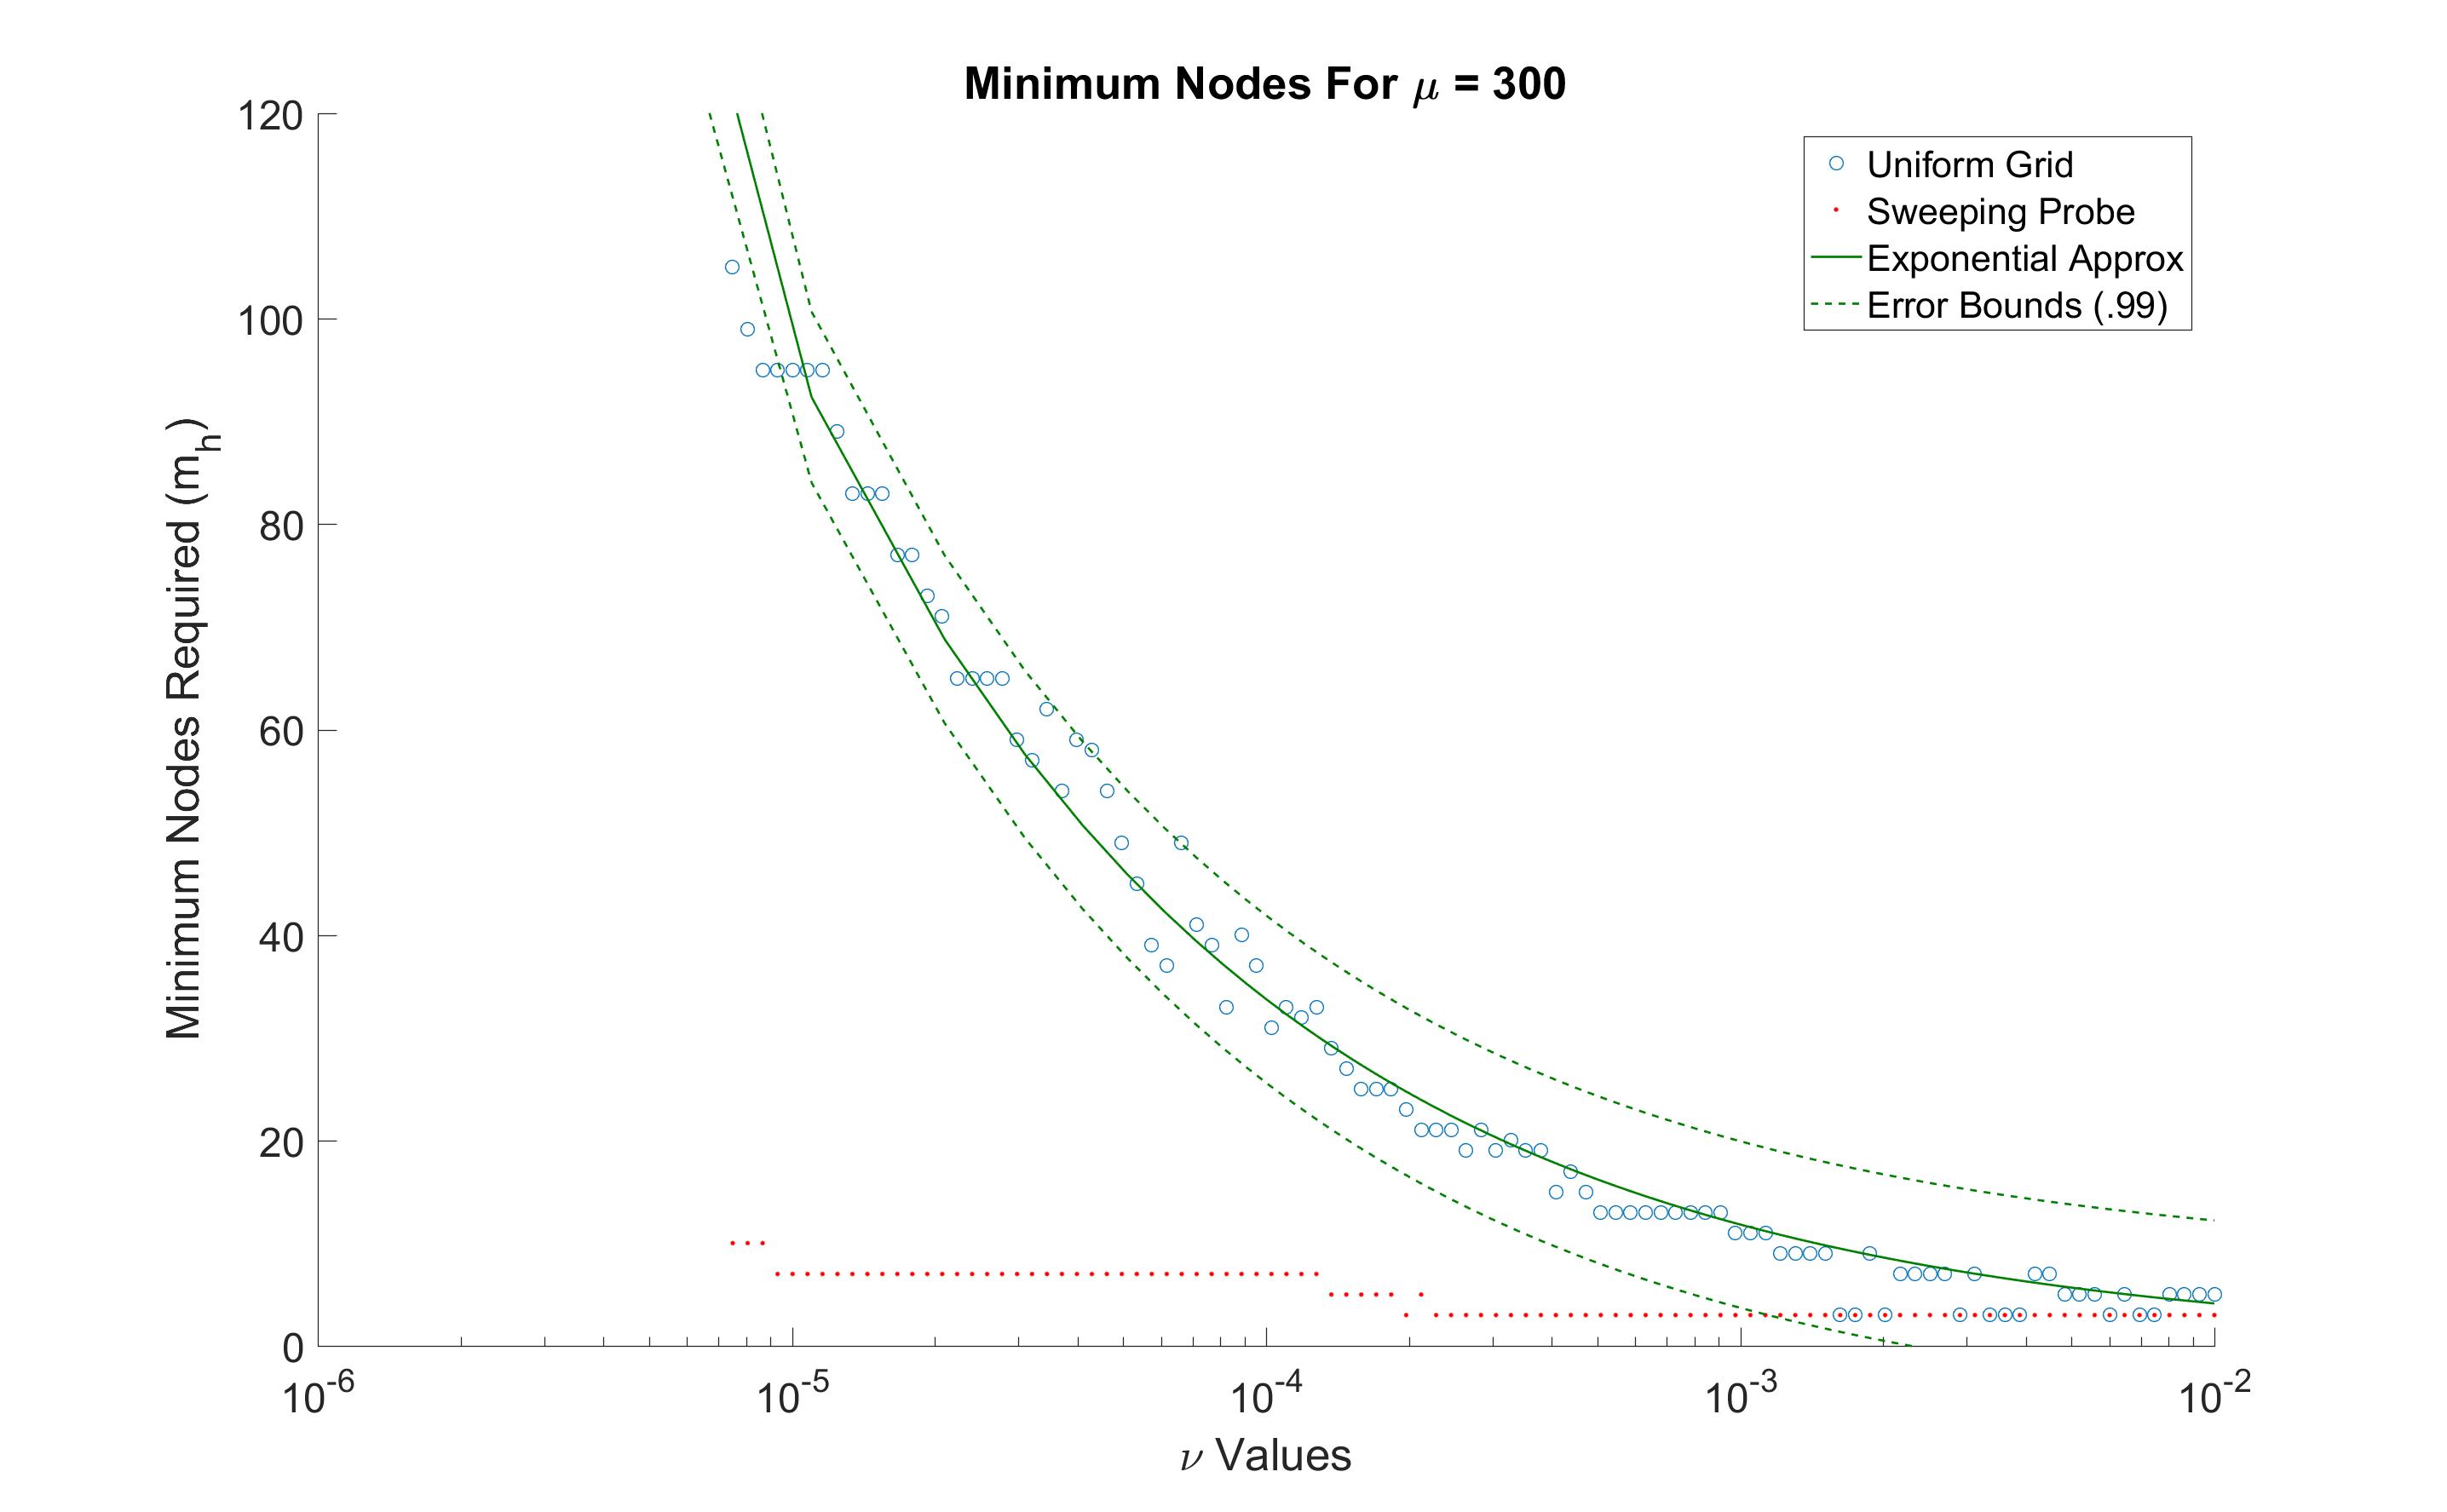 Minimum Nodes For μ = 300
120
100
80
60
40
20
0
Minimum Nodes Required (m_h)
Uniform Grid
Sweeping Probe
Exponential Approx
Error Bounds (.99)
10^-6 10^-5 10^-4 10^-3 10^-2
ν Values